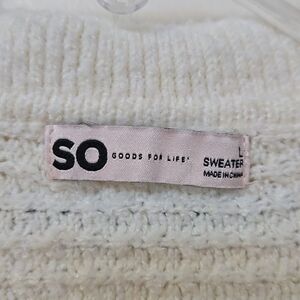 SO GOODS FOR LIFE®
L
SWEATER
MADE IN CHINA